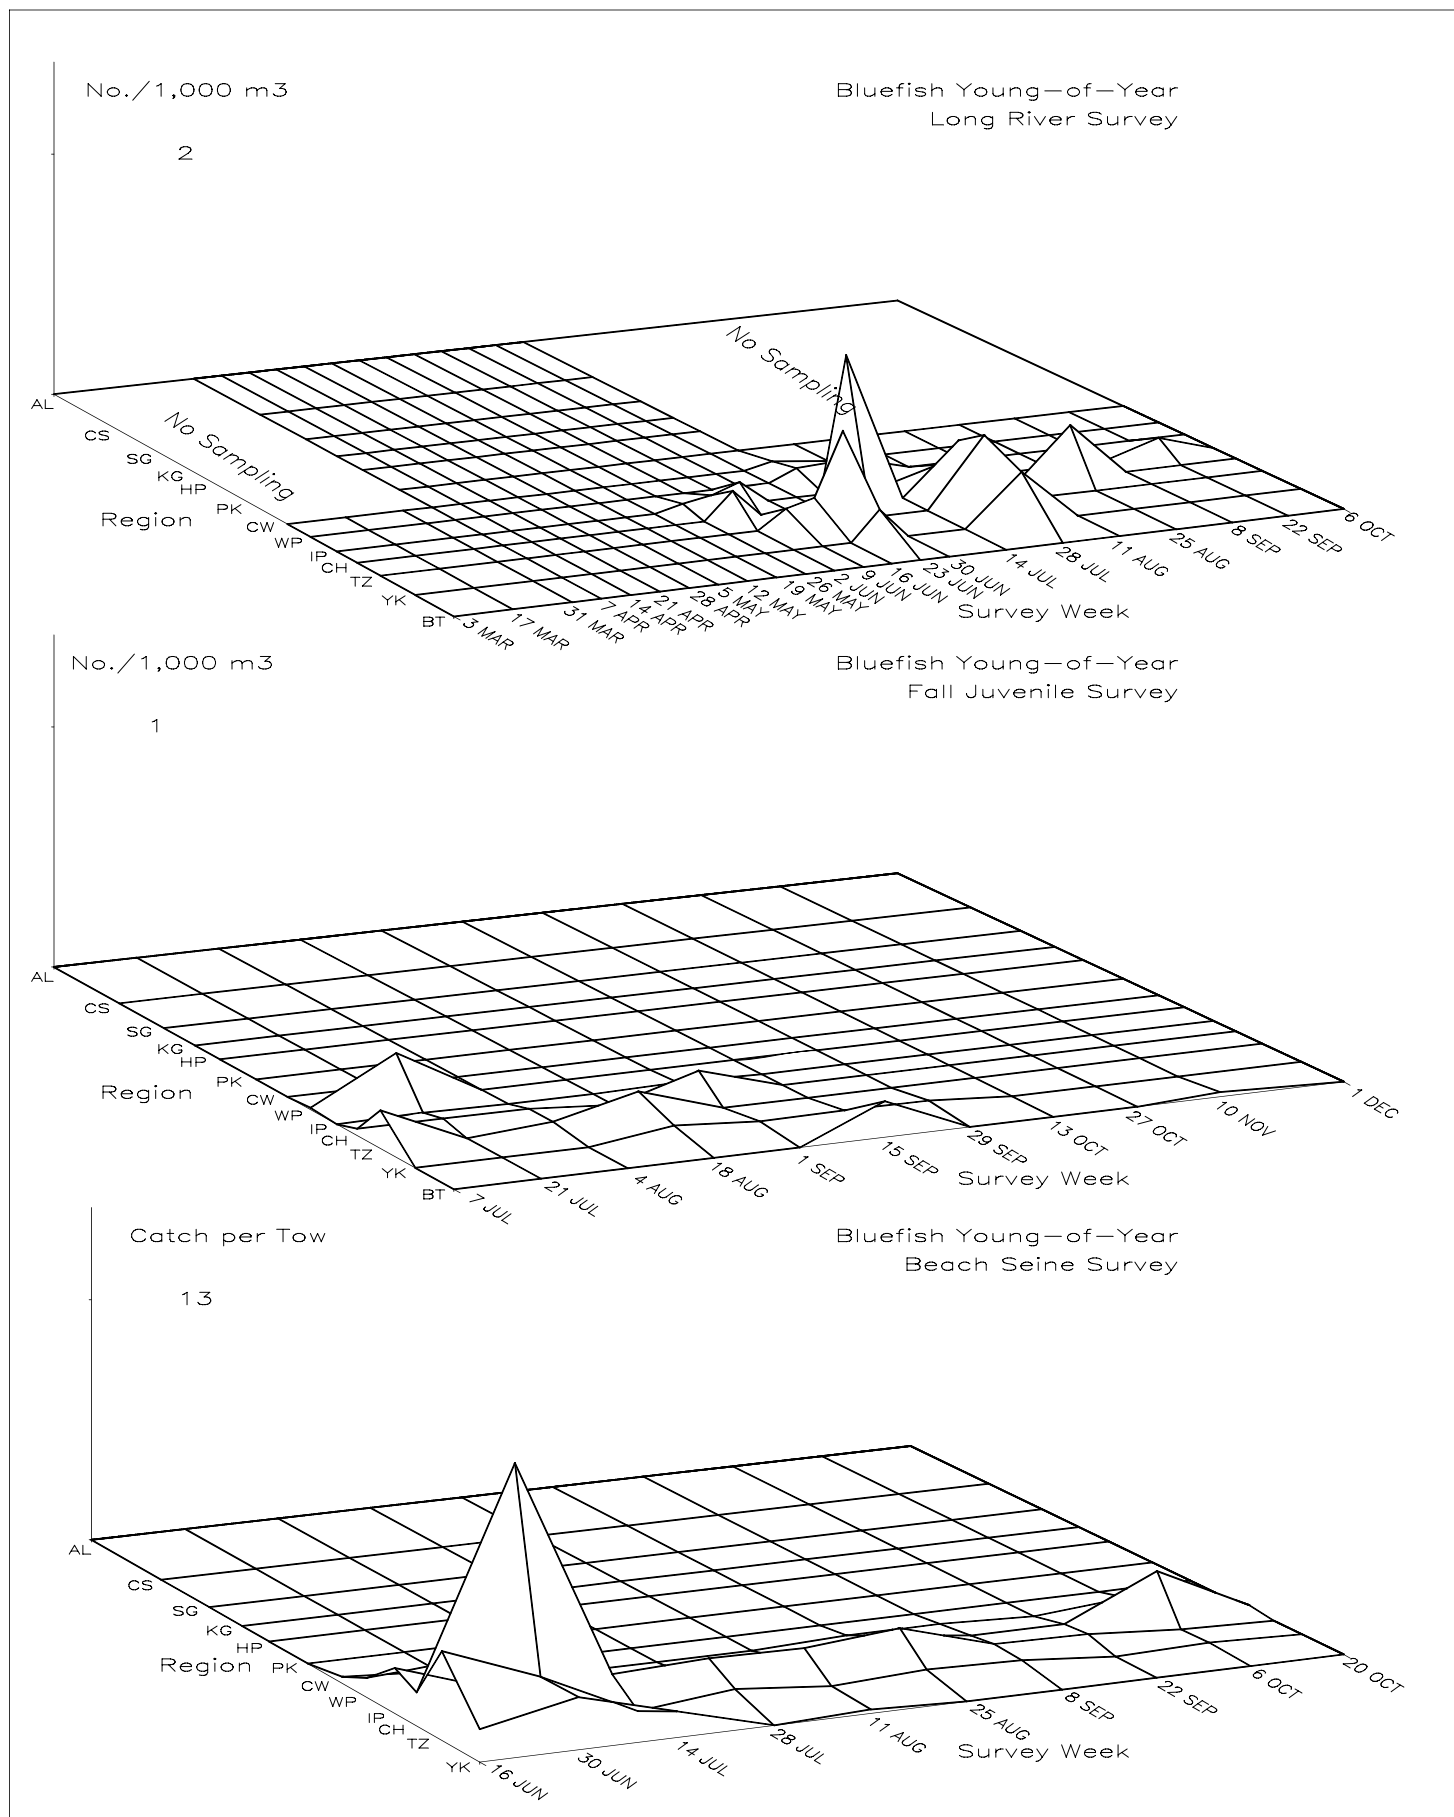 No./1,000 m3
Bluefish Young-of-Year
Long River Survey
2
No Sampling
AL
No Sampling
CS
SG
KG
HP
PK
Region
CW
WP
IP
CH
TZ
YK
BT
3 MAR
17 MAR
31 MAR
7 APR
14 APR
21 APR
28 APR
5 MAY
12 MAY
19 MAY
26 MAY
2 JUN
9 JUN
16 JUN
23 JUN
30 JUN
14 JUL
28 JUL
11 AUG
25 AUG
8 SEP
22 SEP
6 OCT
Survey Week
No./1,000 m3
Bluefish Young-of-Year
Fall Juvenile Survey
1
AL
CS
SG
KG
HP
PK
Region
CW
WP
IP
CH
TZ
YK
BT
7 JUL
21 JUL
4 AUG
18 AUG
1 SEP
15 SEP
29 SEP
13 OCT
27 OCT
10 NOV
1 DEC
Survey Week
Catch per Tow
Bluefish Young-of-Year
Beach Seine Survey
13
AL
CS
SG
KG
HP
Region
PK
CW
WP
IP
CH
TZ
YK
16 JUN
30 JUN
14 JUL
28 JUL
11 AUG
25 AUG
8 SEP
22 SEP
6 OCT
20 OCT
Survey Week